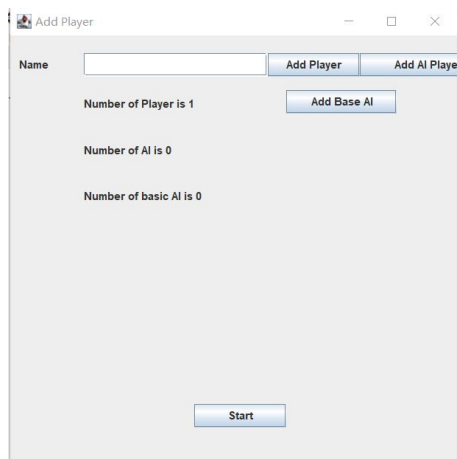 Add Player
Name Add Player Add AI Playe
Number of Player is 1 Add Base AI
Number of AI is 0
Number of basic AI is 0
Start